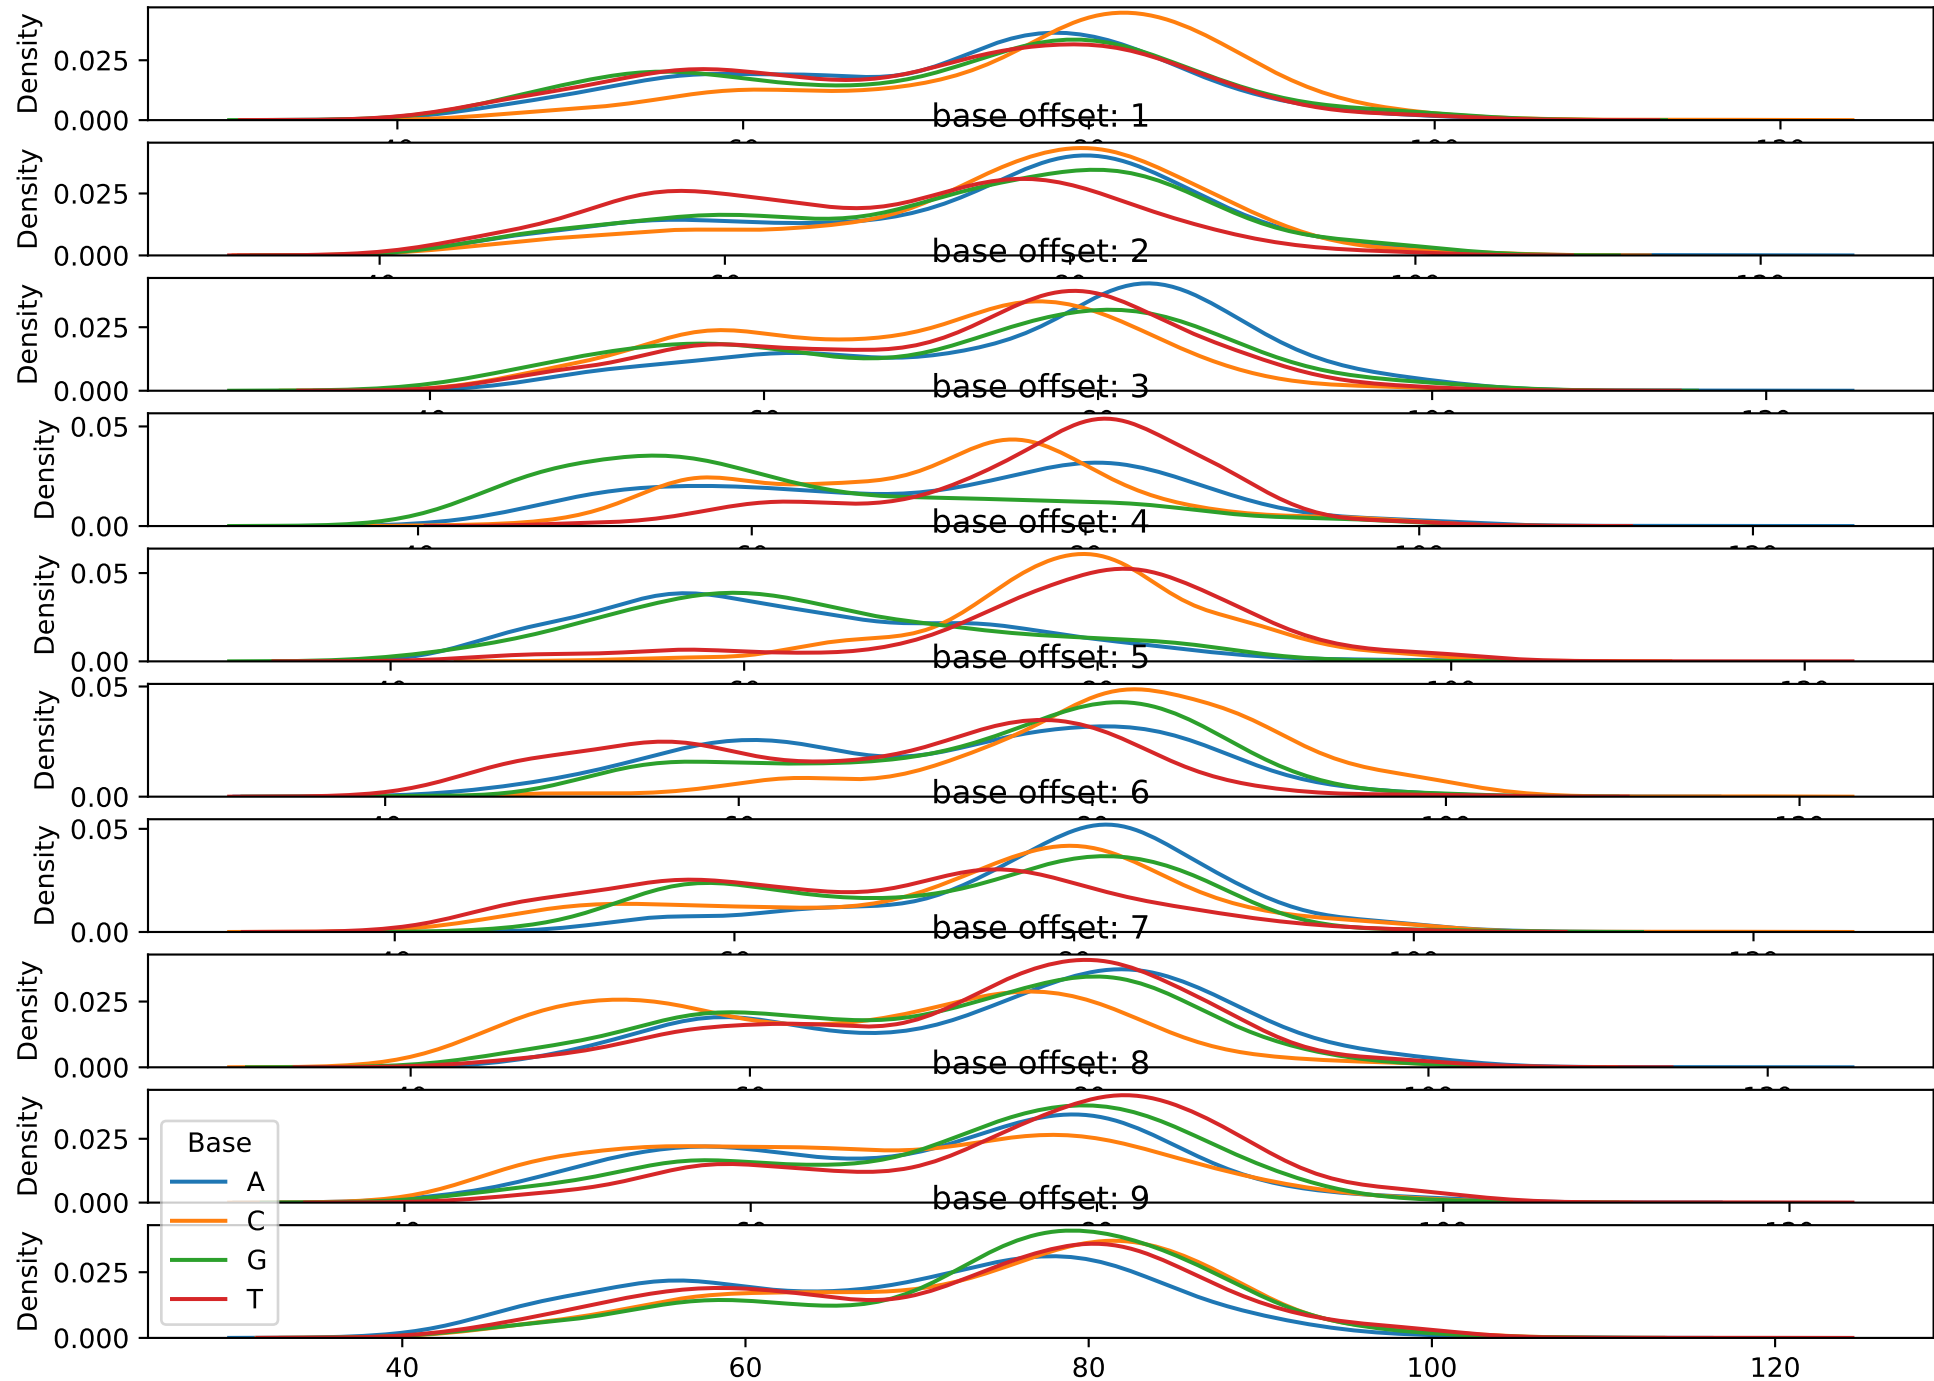 Density
0.025
0.000
base offset: 1
Density
0.025
0.000
base offset: 2
Density
0.025
0.000
base offset: 3
Density
0.05
0.00
base offset: 4
Density
0.05
0.00
base offset: 5
Density
0.05
0.00
base offset: 6
Density
0.05
0.00
base offset: 7
Density
0.025
0.000
base offset: 8
Density
0.025
0.000
base offset: 9
Density
0.025
0.000
Base
A
C
G
T
40 60 80 100 120